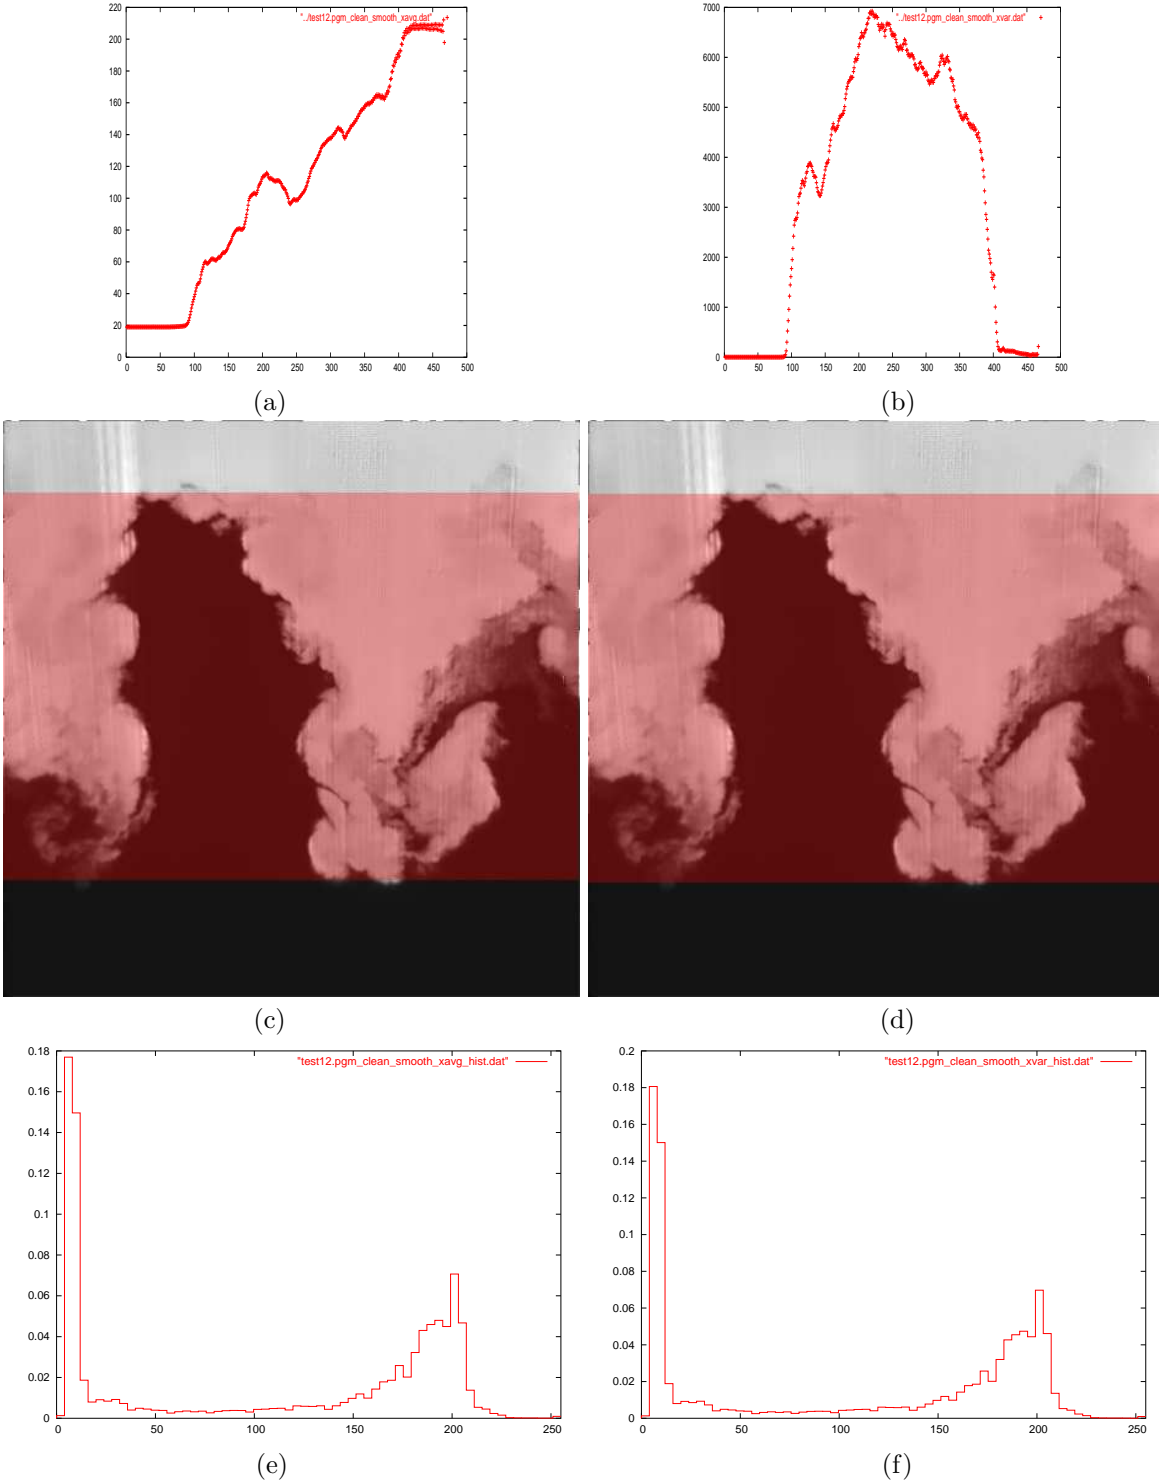 220
200
180
160
140
120
100
80
60
40
20
0
0 50 100 150 200 250 300 350 400 450 500
"../test12.pgm_clean_smooth_xavg.dat"
(a)
7000
6000
5000
4000
3000
2000
1000
0
0 50 100 150 200 250 300 350 400 450 500
"../test12.pgm_clean_smooth_xvar.dat"
(b)
(c)
(d)
0.18
0.16
0.14
0.12
0.1
0.08
0.06
0.04
0.02
0
0 50 100 150 200 250
"test12.pgm_clean_smooth_xavg_hist.dat"
(e)
0.2
0.18
0.16
0.14
0.12
0.1
0.08
0.06
0.04
0.02
0
0 50 100 150 200 250
"test12.pgm_clean_smooth_xvar_hist.dat"
(f)